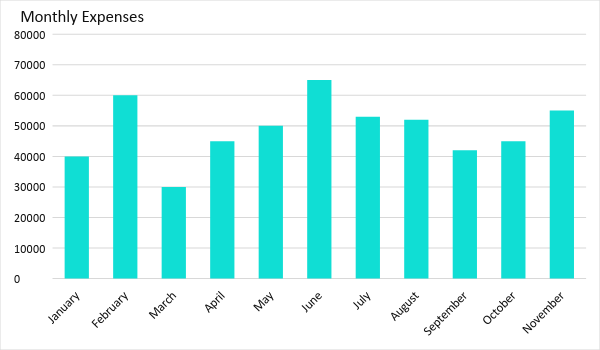 Monthly Expenses
80000
70000
60000
50000
40000
30000
20000
10000
0
January
February
March
April
May
June
July
August
September
October
November